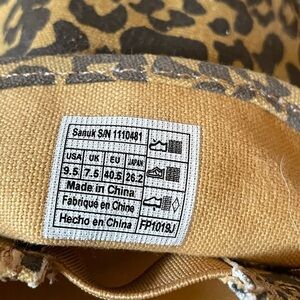 Sanuk S/N 1110481
USA UK EU JAPAN
9.5 7.5 40.5 26.2
Made in China
Fabriqué en Chine
Hecho en China FP1019J